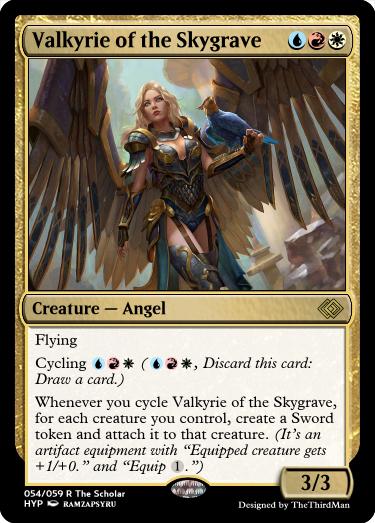 Valkyrie of the Skygrave
Creature — Angel
Flying
Cycling (, Discard this card:
Draw a card.)
Whenever you cycle Valkyrie of the Skygrave,
for each creature you control, create a Sword
token and attach it to that creature. (It's an
artifact equipment with “Equipped creature gets
+1/+0.” and “Equip 1.”)
3/3
054/059 R The Scholar
HYP RAMZAPSYRU
Designed by TheThirdMan